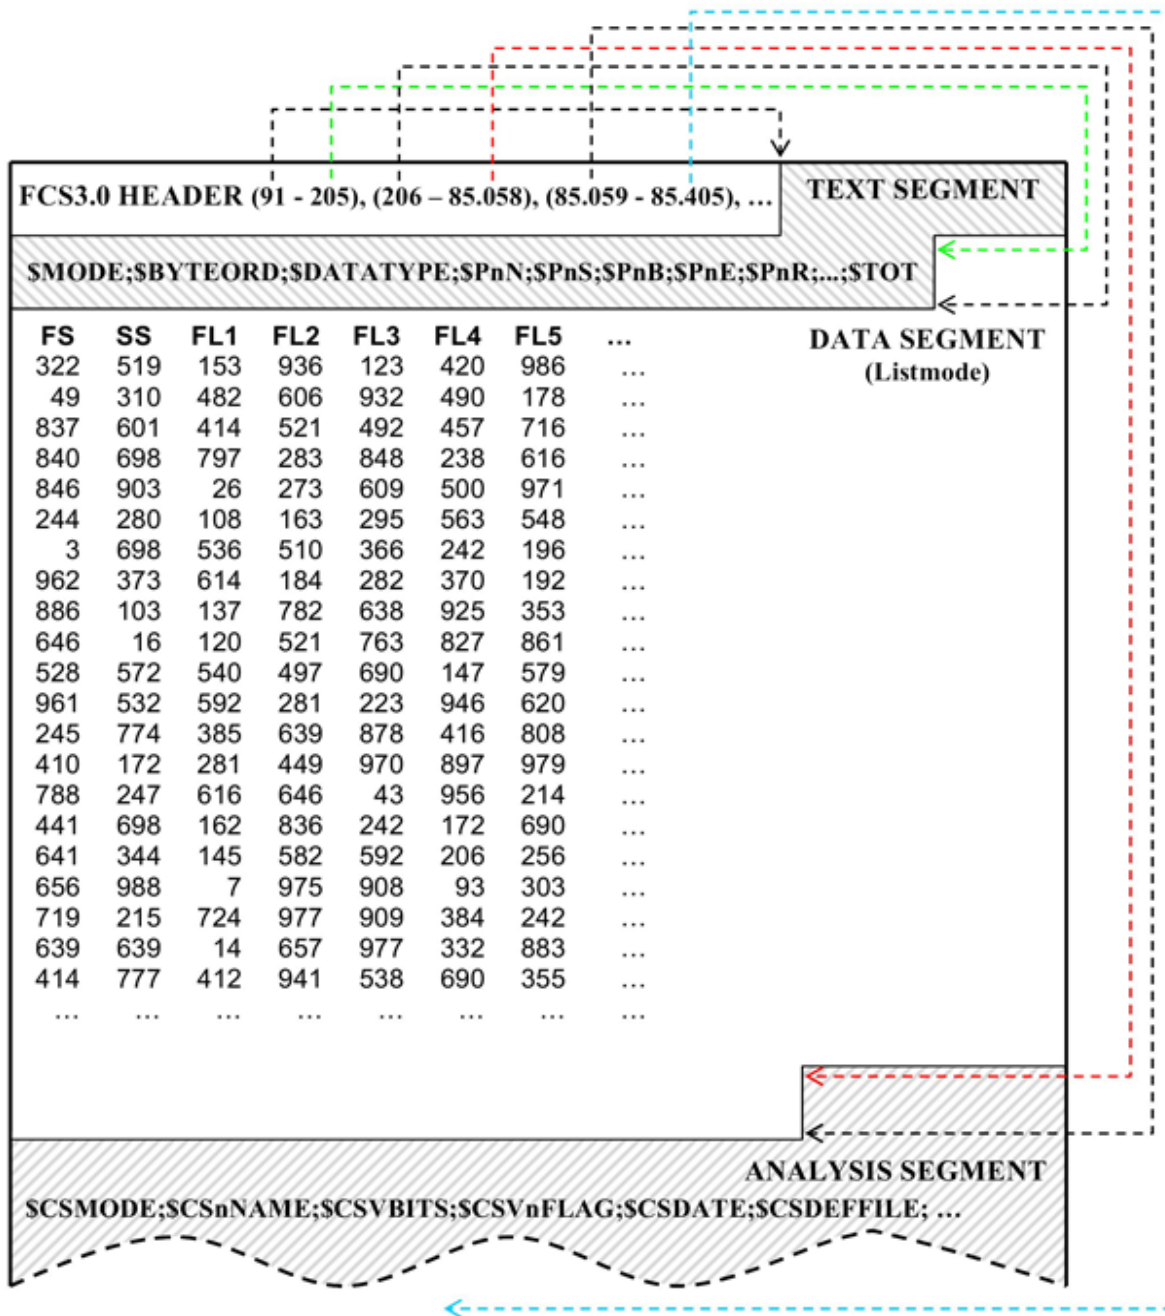 FCS3.0 HEADER (91 - 205), (206 – 85.058), (85.059 - 85.405), ...
TEXT SEGMENT
$MODE;$BYTEORD;$DATATYPE;$PnN;$PnS;$PnB;$PnE;$PnR;...;$TOT
DATA SEGMENT
(Listmode)
FS SS FL1 FL2 FL3 FL4 FL5 ...
322 519 153 936 123 420 986 ...
49 310 482 606 932 490 178 ...
837 601 414 521 492 457 716 ...
840 698 797 283 848 238 616 ...
846 903 26 273 609 500 971 ...
244 280 108 163 295 563 548 ...
3 698 536 510 366 242 196 ...
962 373 614 184 282 370 192 ...
886 103 137 782 638 925 353 ...
646 16 120 521 763 827 861 ...
528 572 540 497 690 147 579 ...
961 532 592 281 223 946 620 ...
245 774 385 639 878 416 808 ...
410 172 281 449 970 897 979 ...
788 247 616 646 43 956 214 ...
441 698 162 836 242 172 690 ...
641 344 145 582 592 206 256 ...
656 988 7 975 908 93 303 ...
719 215 724 977 909 384 242 ...
639 639 14 657 977 332 883 ...
414 777 412 941 538 690 355 ...
... ... ... ... ... ... ... ...
ANALYSIS SEGMENT
$CSMODE;$CSnNAME;$CSVBITS;$CSVnFLAG;$CSDATE;$CSDEFFILE; ...